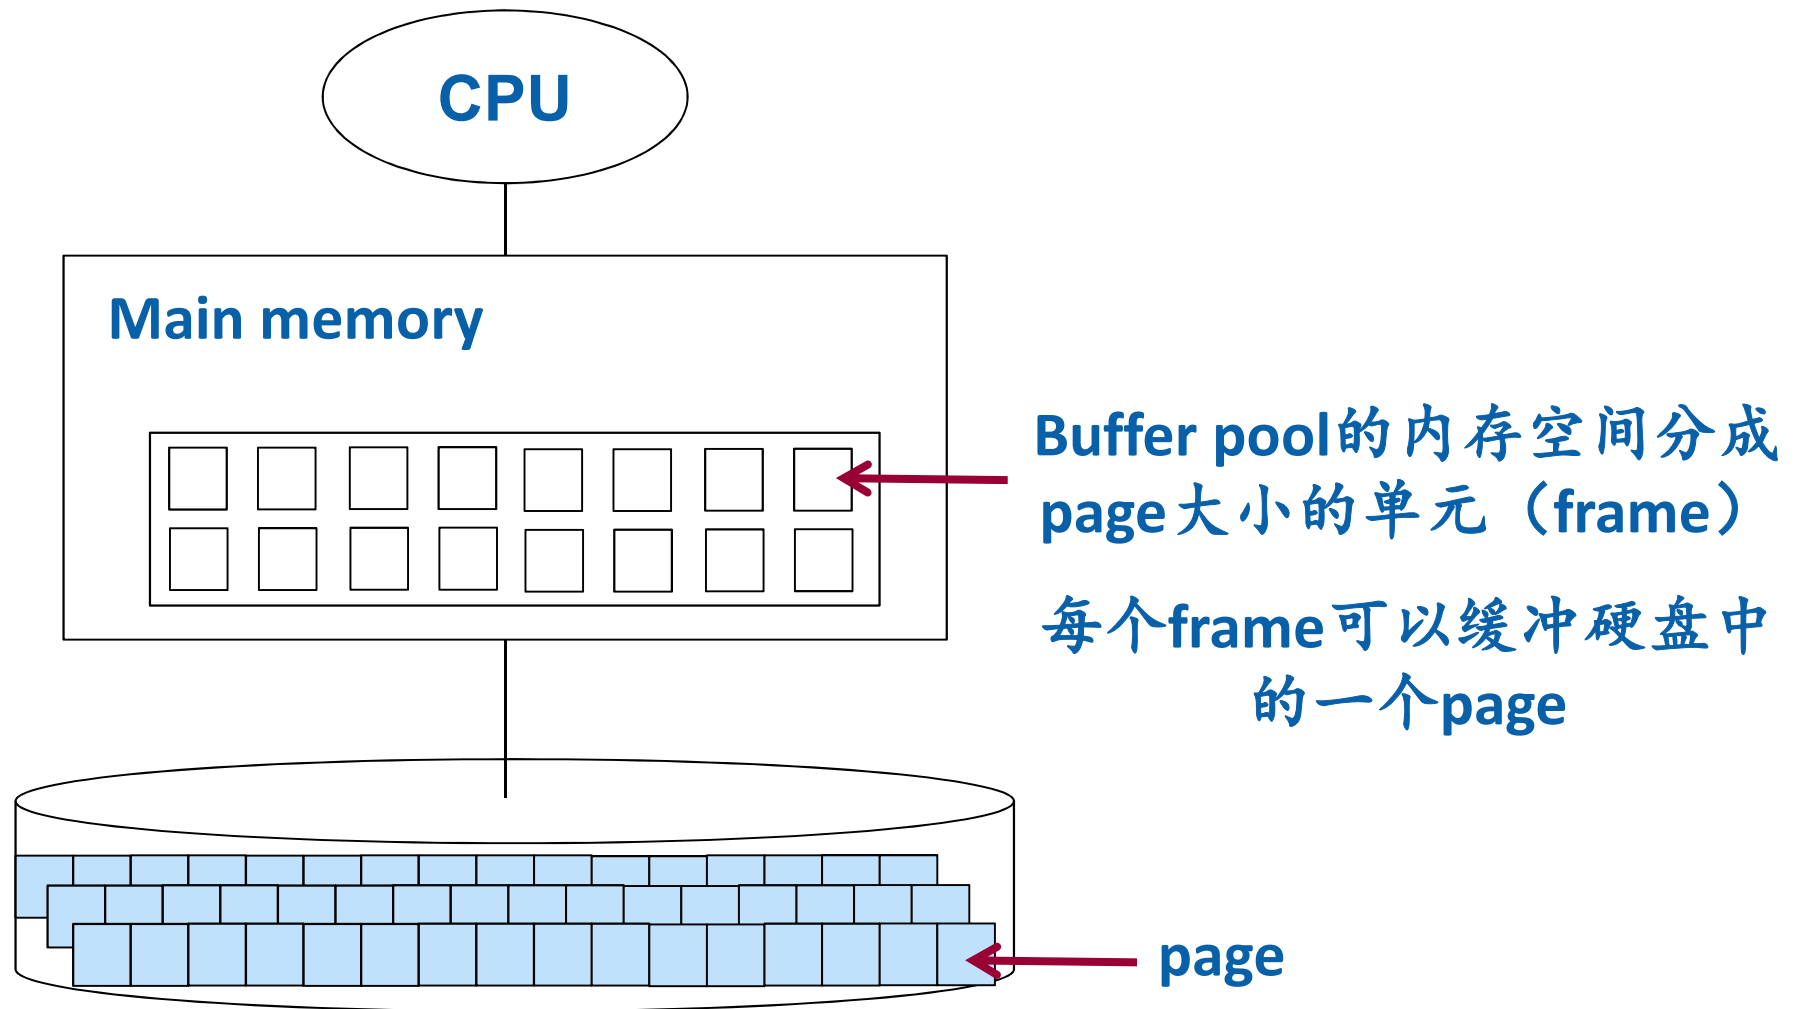 CPU
Main memory
Buffer pool的内存空间分成
page大小的单元（frame）
每个frame可以缓冲硬盘中
的一个page
page